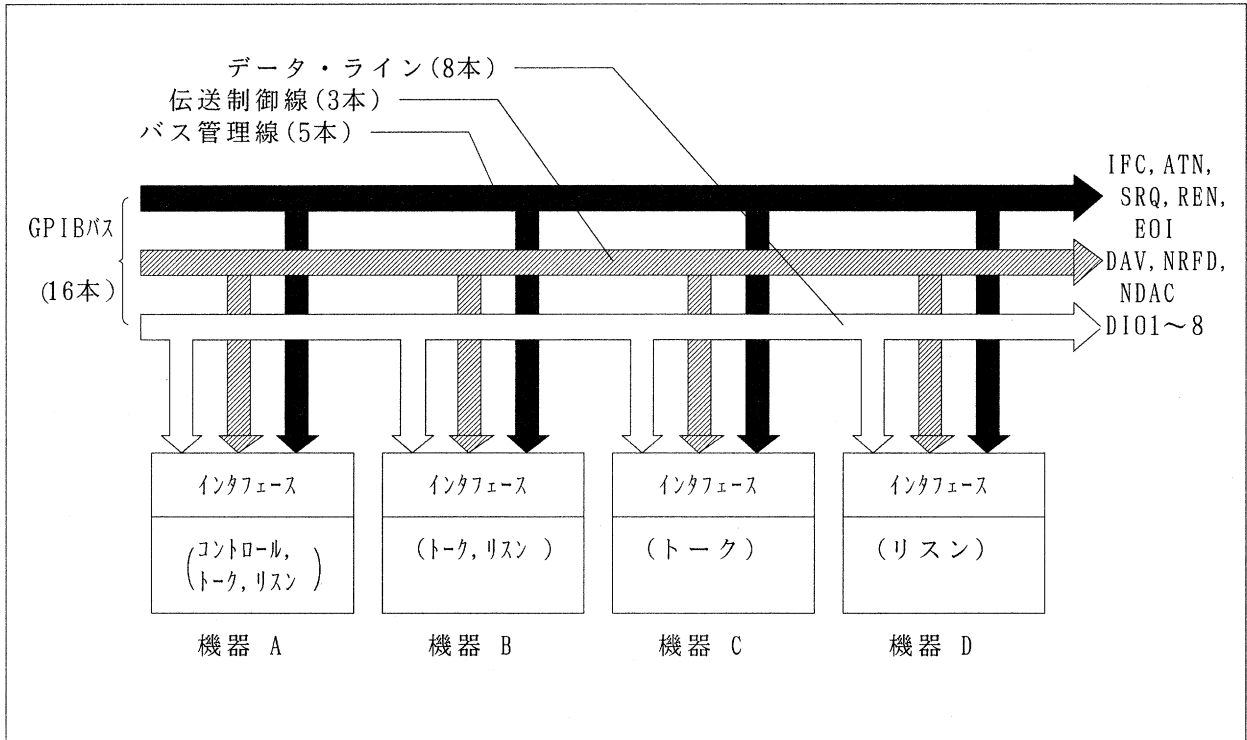 データ・ライン(8本)
伝送制御線(3本)
バス管理線(5本)
IFC, ATN,
SRQ, REN,
EOI
GPIBバス
(16本)
DAV, NRFD,
NDAC
DIO1～8
インタフェース
インタフェース
インタフェース
インタフェース
(コントロール,
トーク, リスン)
(トーク, リスン)
(トーク)
(リスン)
機器 A
機器 B
機器 C
機器 D